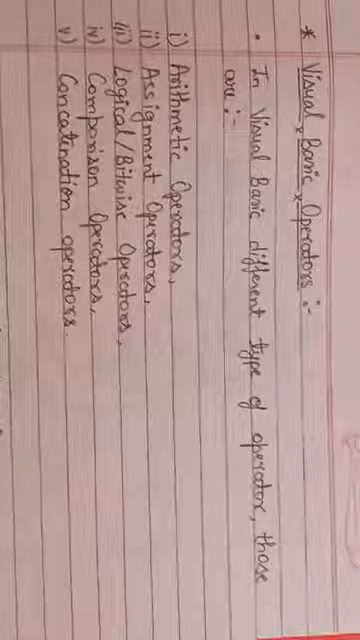 * Visual Basic Operators :-
• In Visual Basic different type of operator, those
are :-
i) Arithmetic Operators,
ii) Assignment Operators,
iii) Logical/Bitwise Operators,
iv) Comparison Operators,
v) Concatenation operators.